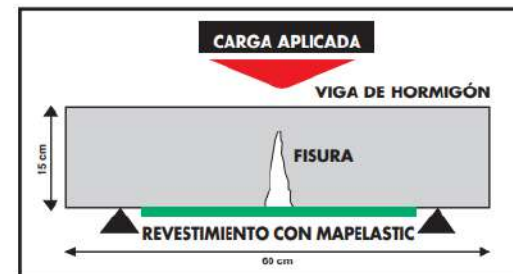 CARGA APLICADA
VIGA DE HORMIGÓN
15 cm
FISURA
REVESTIMIENTO CON MAPELASTIC
60 cm